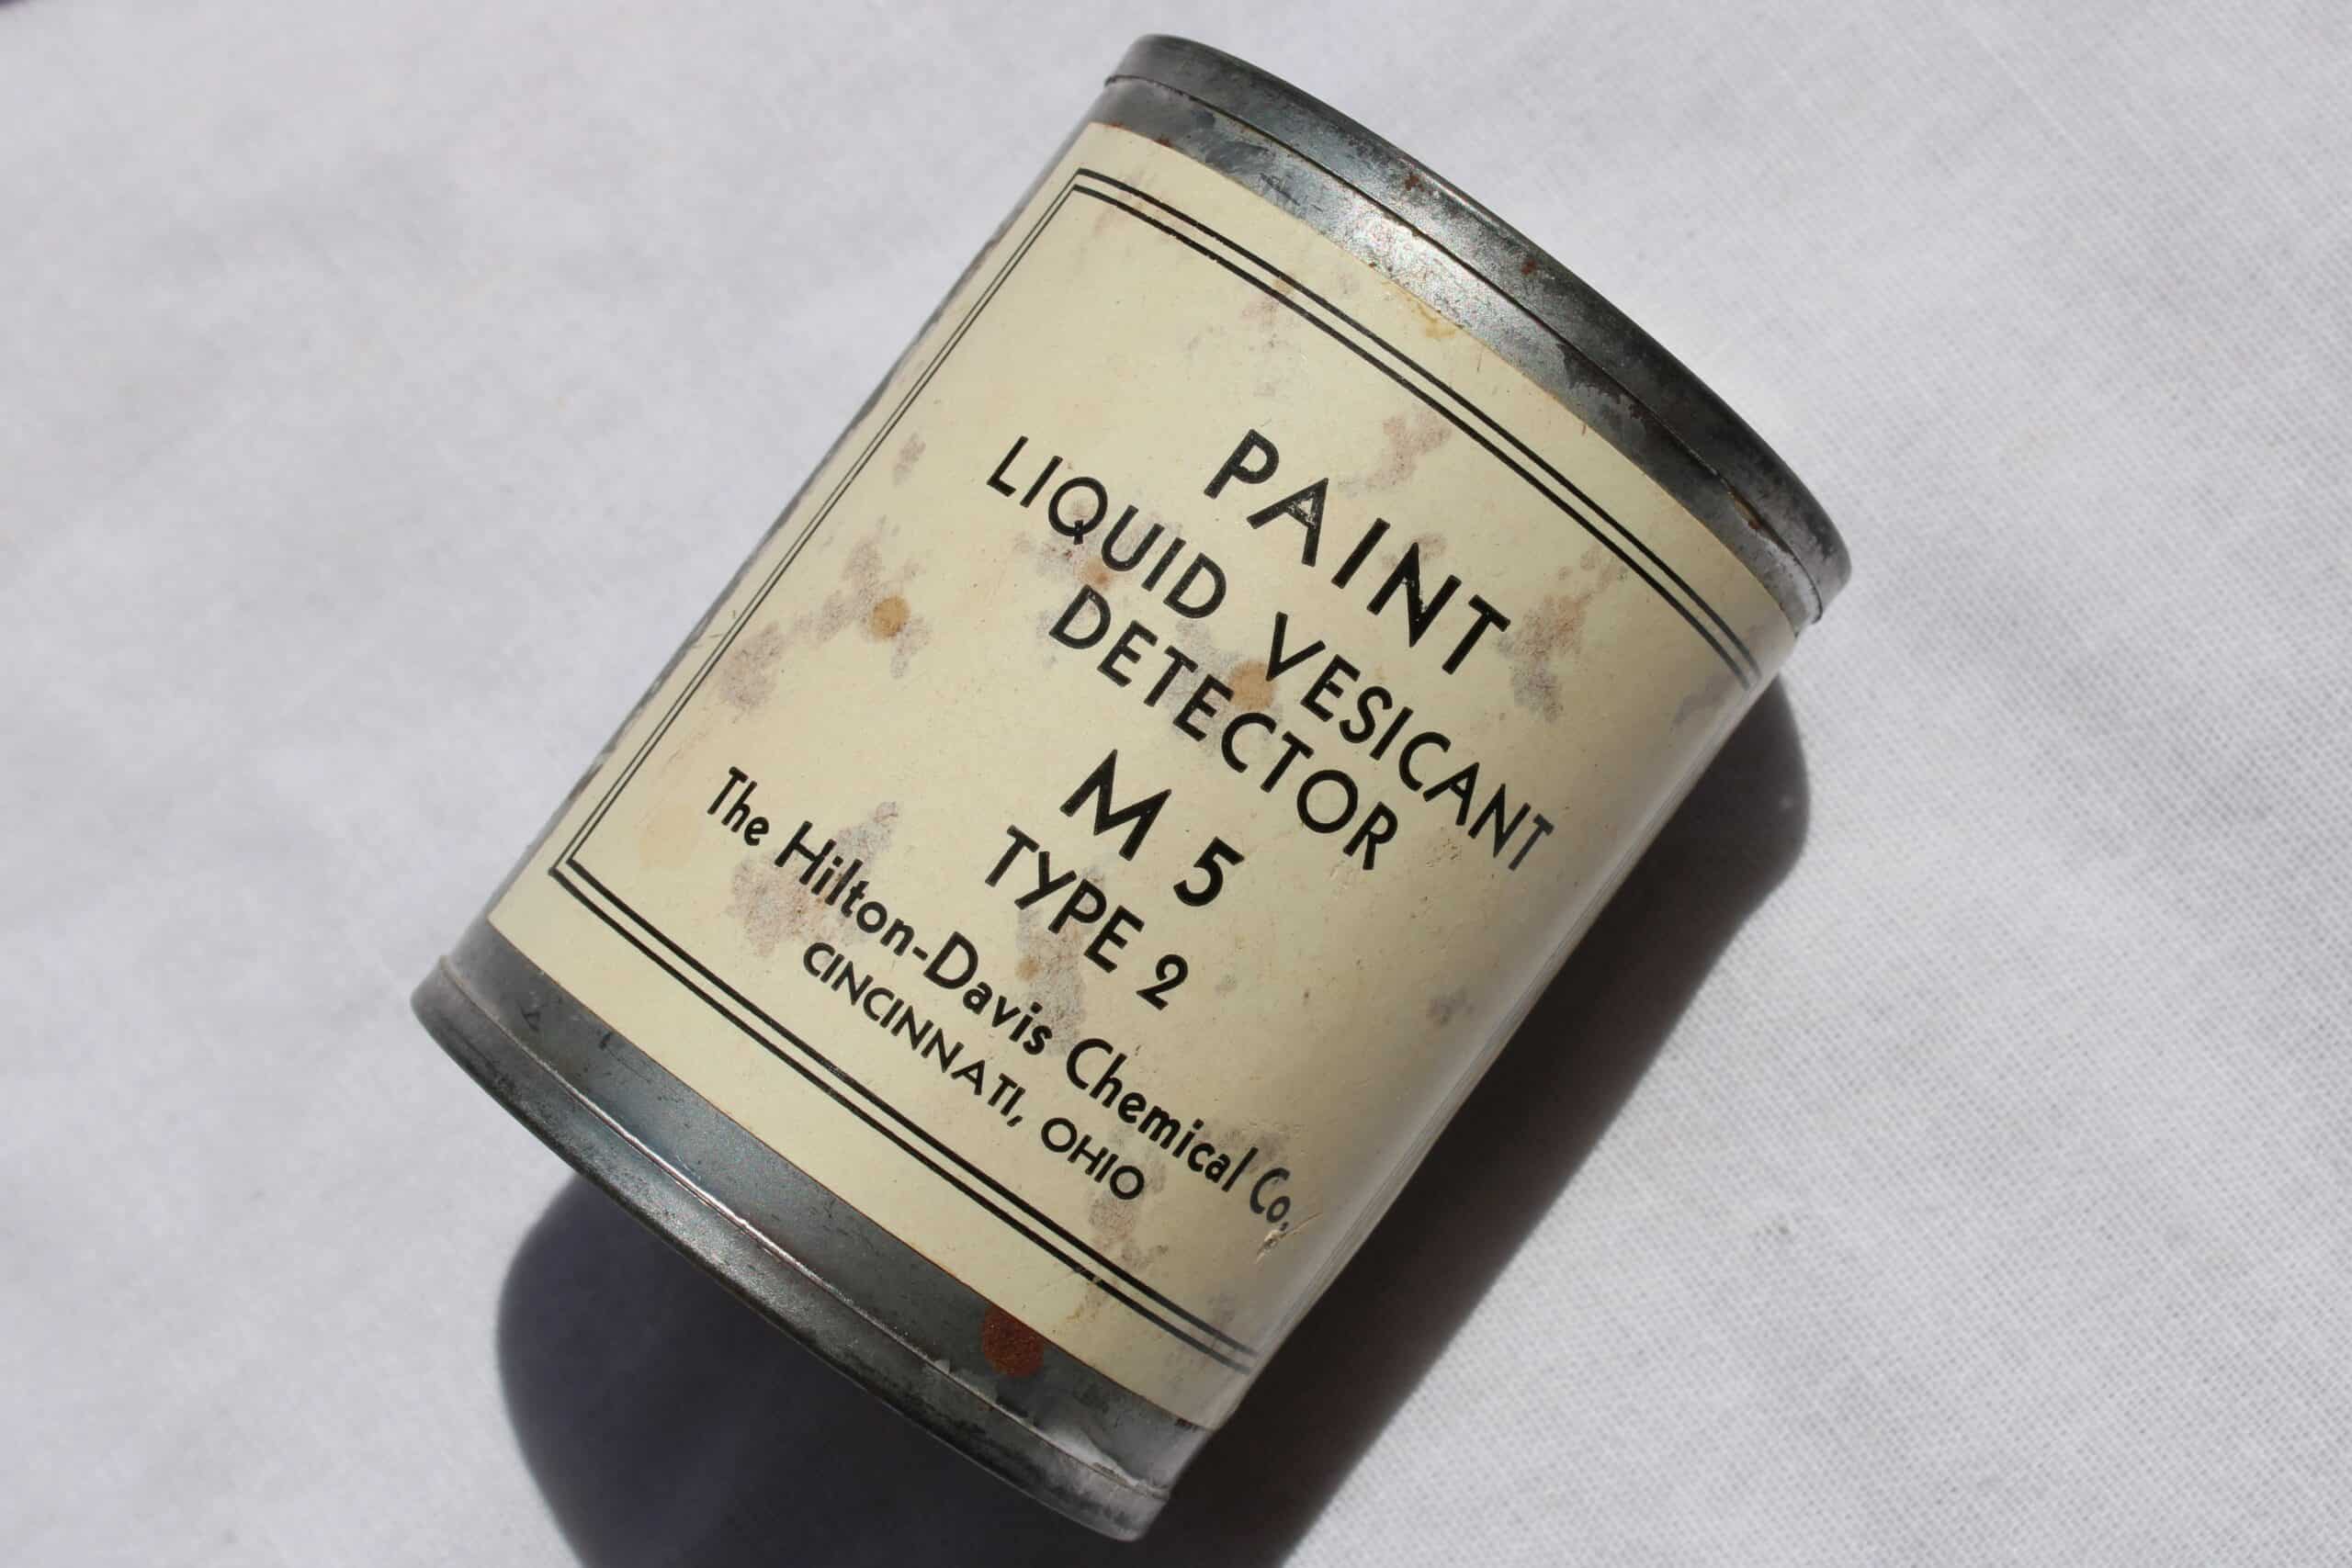 PAINT
LIQUID VESICANT
DETECTOR
M 5
TYPE 2
The Hilton-Davis Chemical Co.
CINCINNATI, OHIO